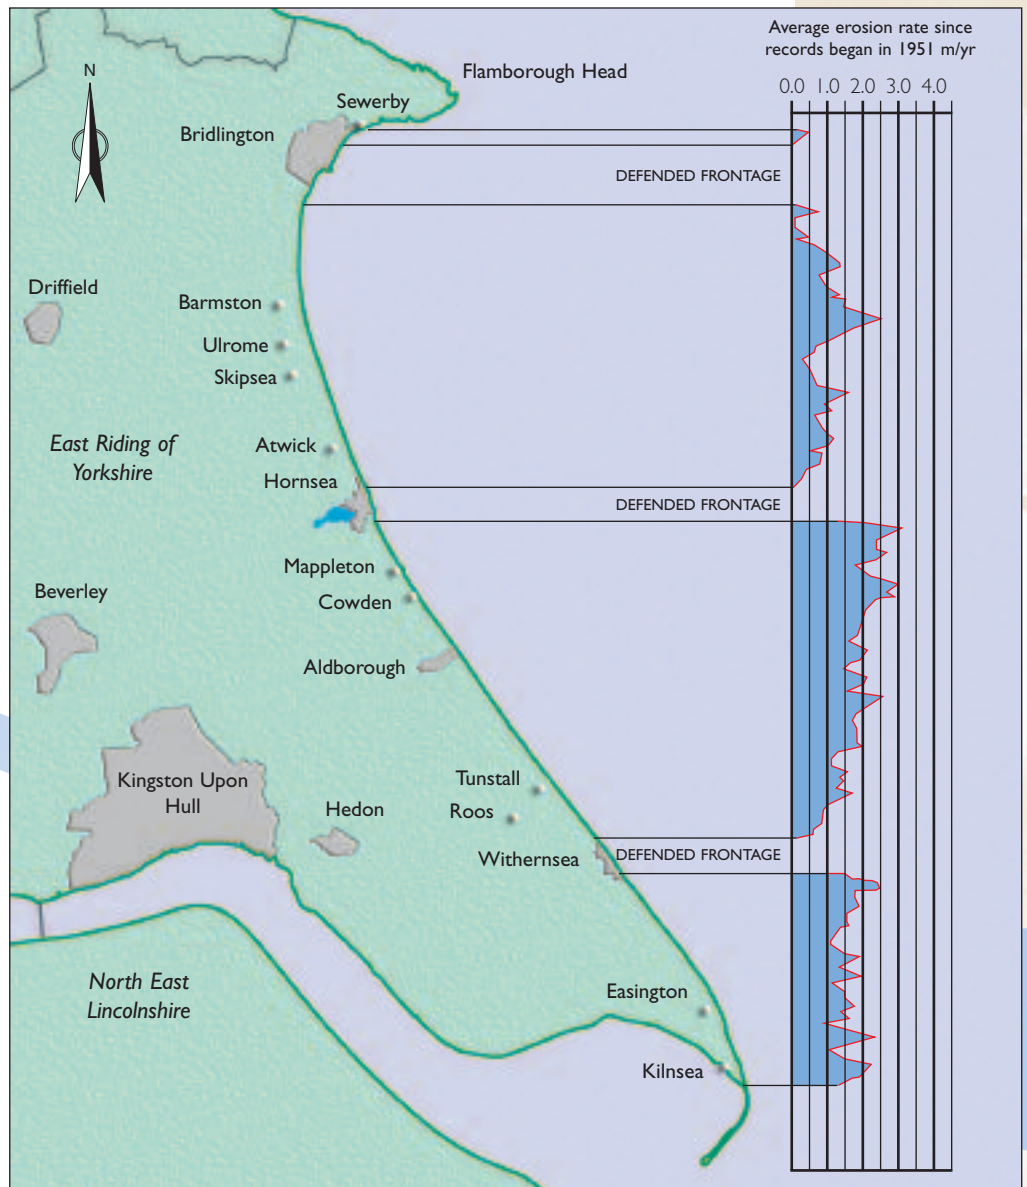 Average erosion rate since
records began in 1951 m/yr
0.0 1.0 2.0 3.0 4.0
N
Flamborough Head
Sewerby
Bridlington
DEFENDED FRONTAGE
Driffield
Barmston
Ulrome
Skipsea
East Riding of
Yorkshire
Atwick
Hornsea
DEFENDED FRONTAGE
Mappleton
Beverley
Cowden
Aldborough
Kingston Upon
Hull
Tunstall
Hedon
Roos
Withernsea
DEFENDED FRONTAGE
North East
Lincolnshire
Easington
Kilnsea